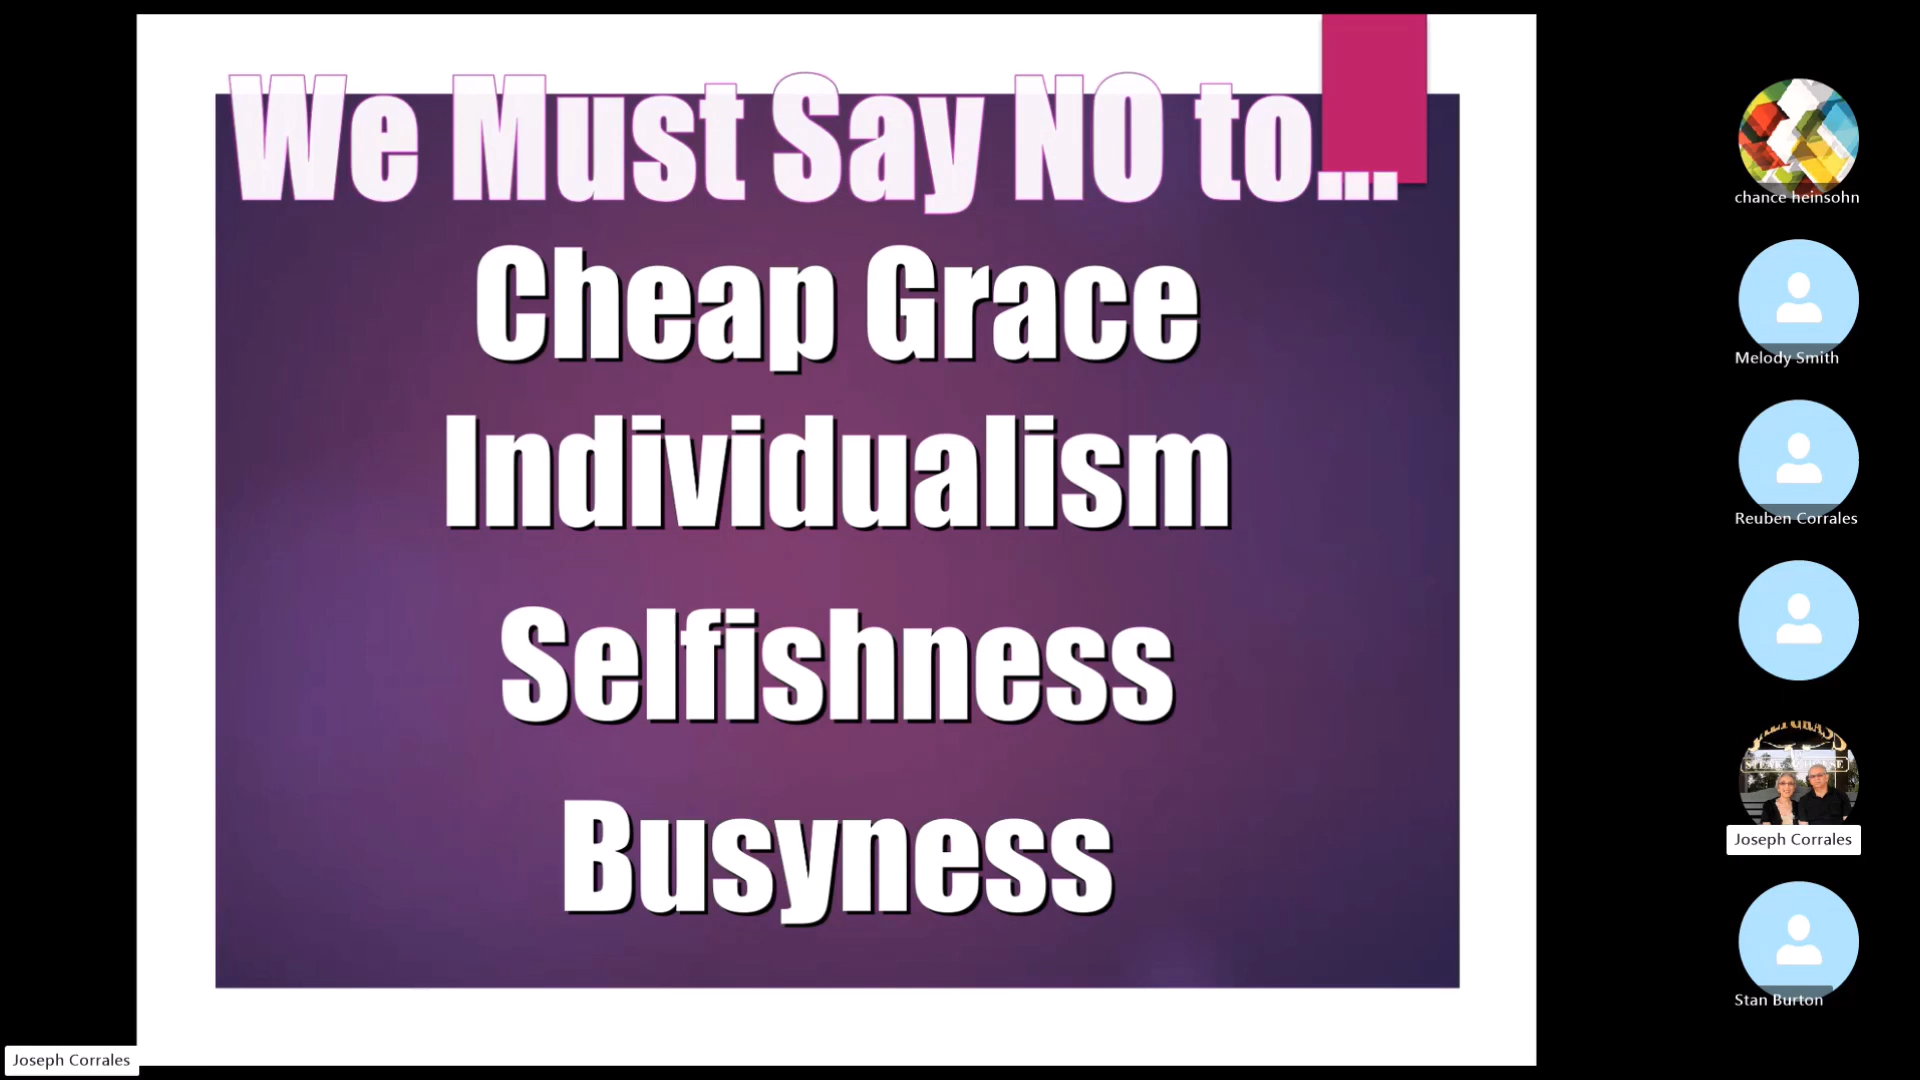 We Must Say NO to...
Cheap Grace
Individualism
Selfishness
Busyness
chance heinsohn
Melody Smith
Reuben Corrales
Joseph Corrales
Stan Burton
Joseph Corrales